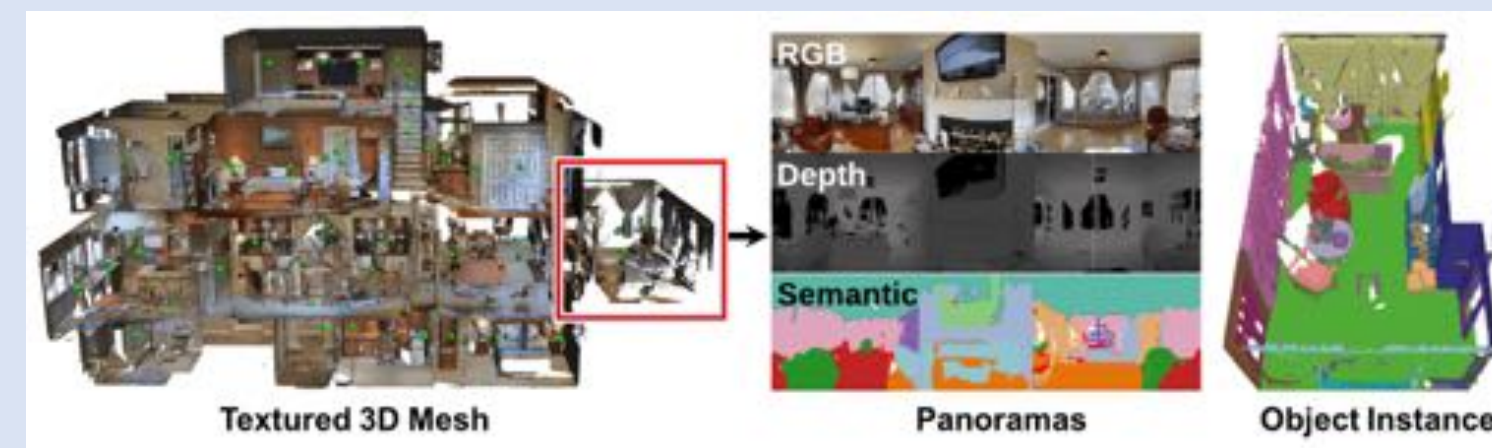 RGB
Depth
Semantic
Textured 3D Mesh
Panoramas
Object Instance